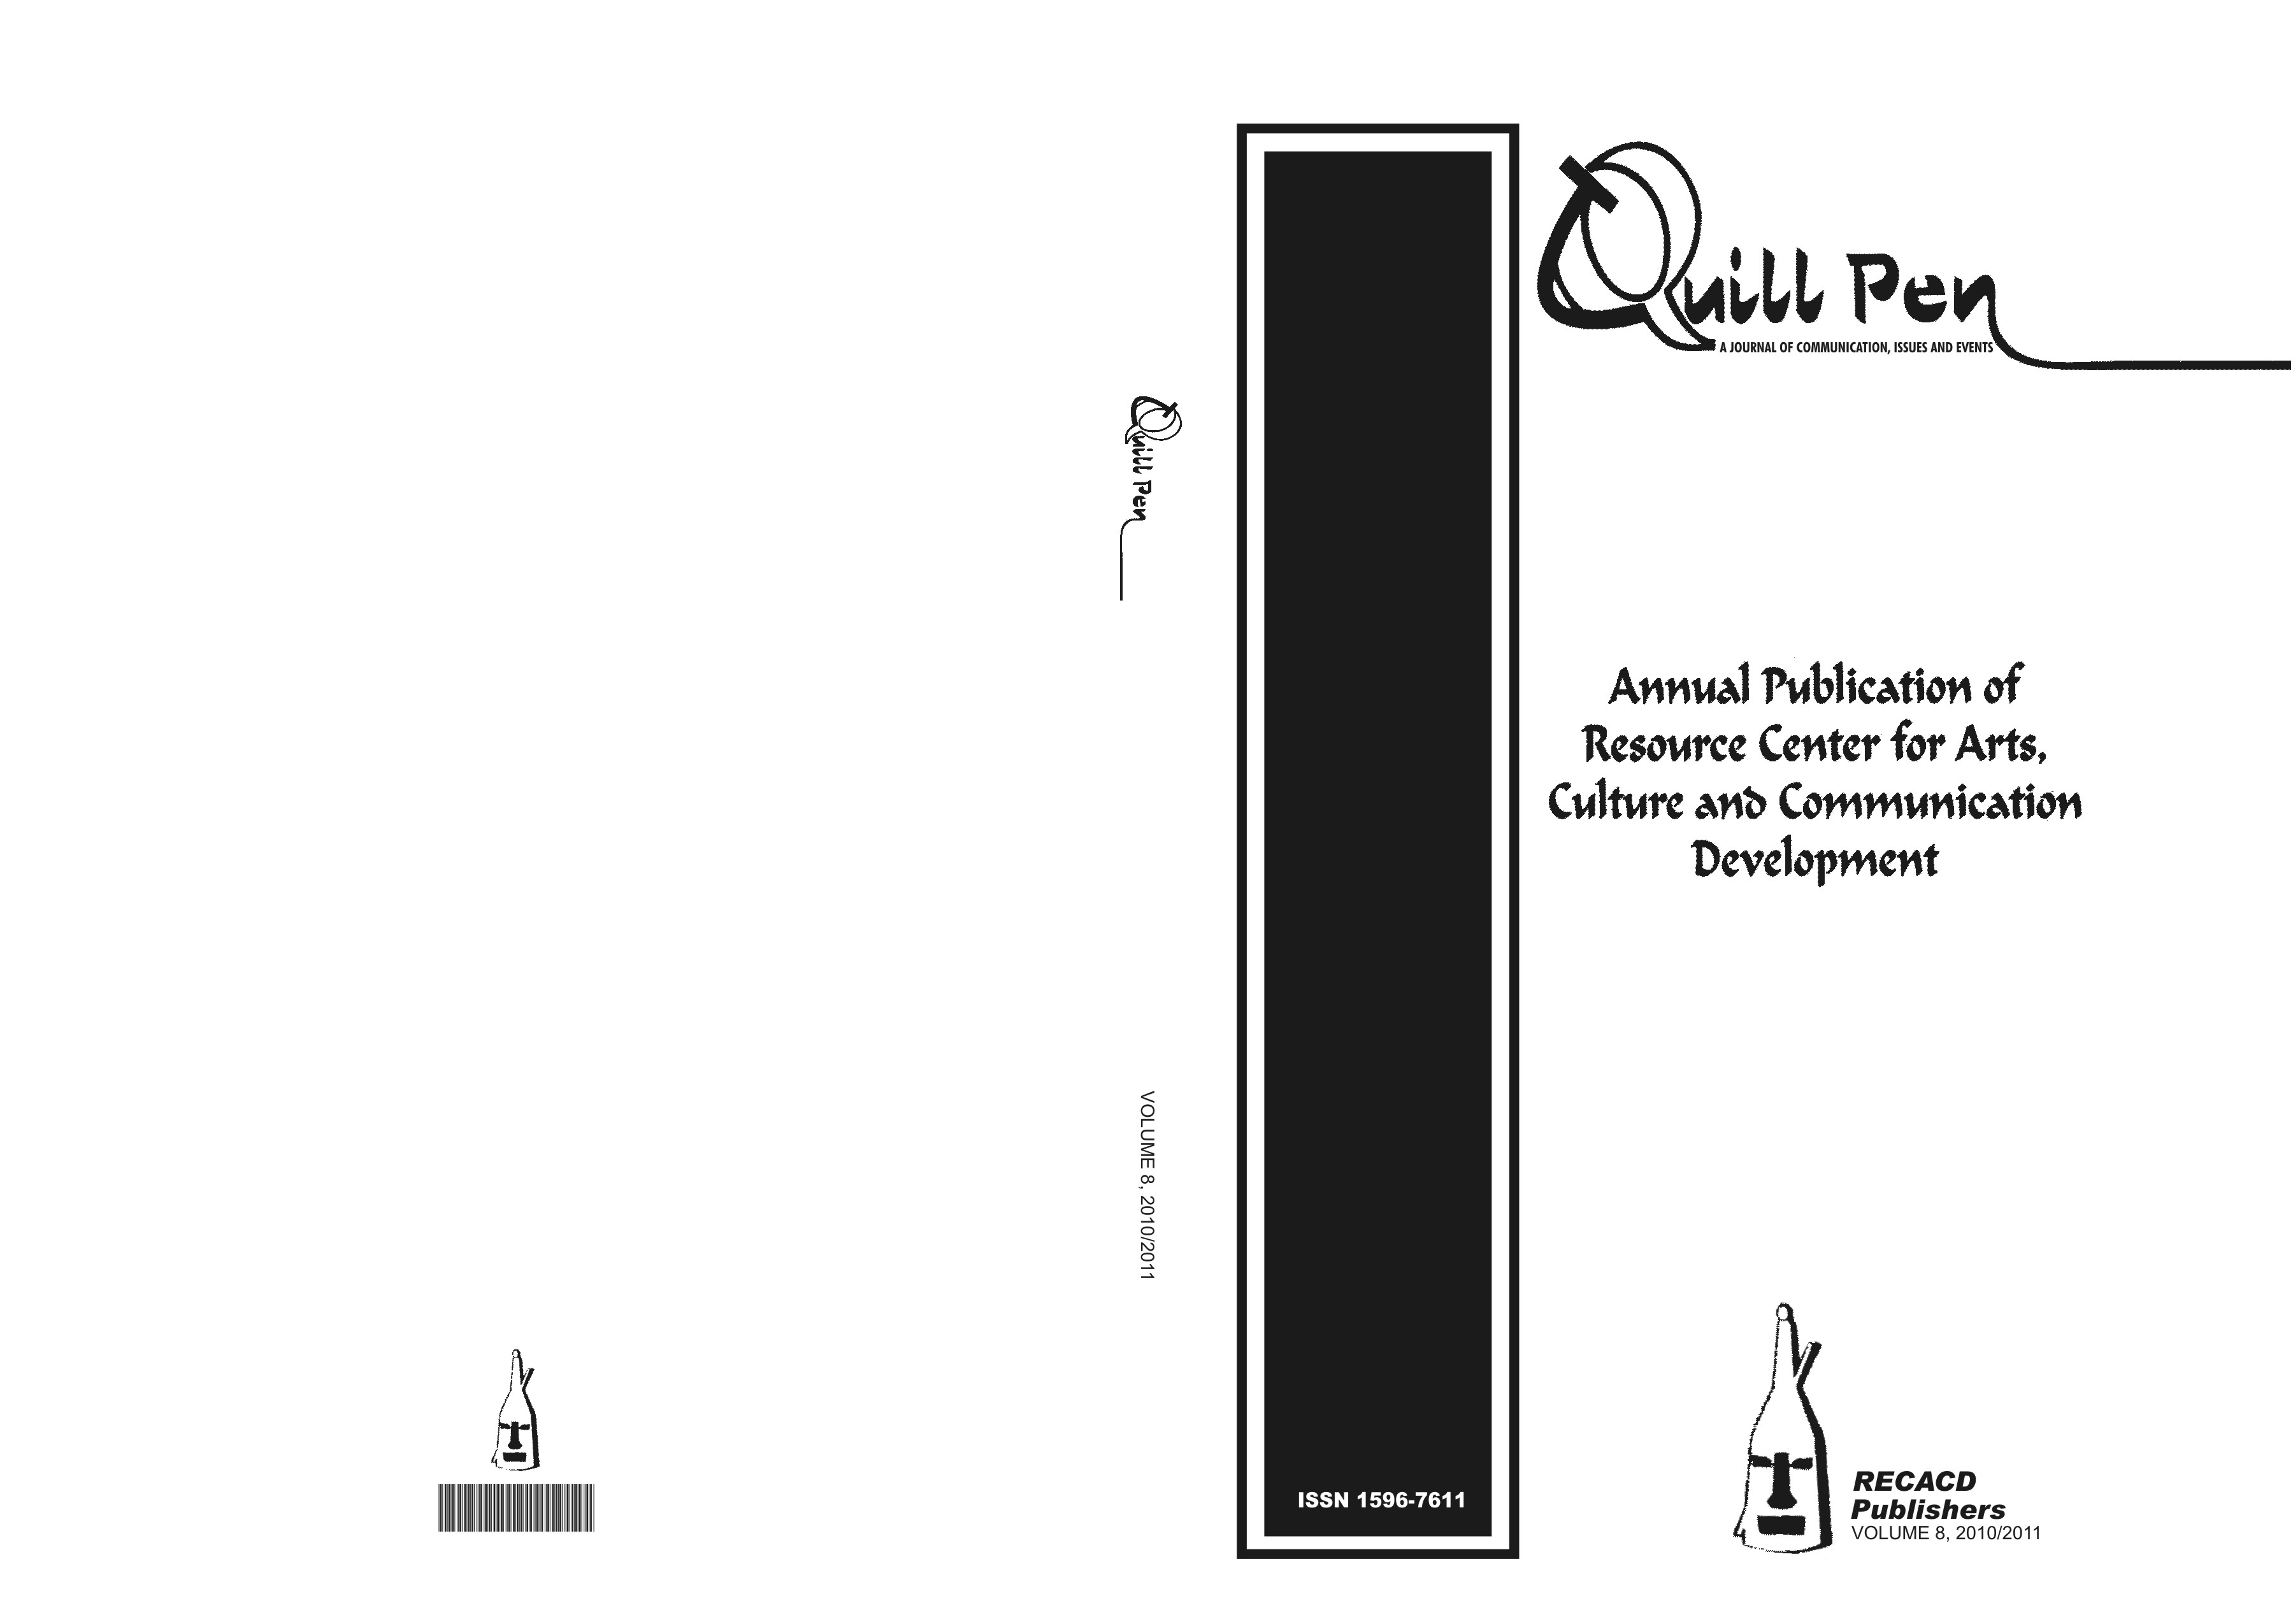 Quill Pen
VOLUME 8, 2010/2011
ISSN 1596-7611
Quill Pen
A JOURNAL OF COMMUNICATION, ISSUES AND EVENTS
Annual Publication of
Resource Center for Arts,
Culture and Communication
Development
RECACD
Publishers
VOLUME 8, 2010/2011